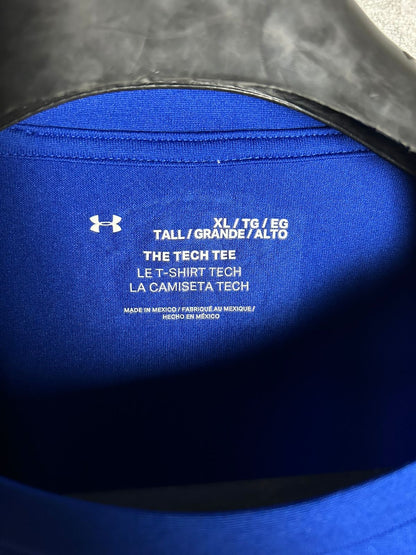 XL / TG / EG
TALL / GRANDE / ALTO
THE TECH TEE
LE T-SHIRT TECH
LA CAMISETA TECH
MADE IN MEXICO / FABRIQUÉ AU MEXIQUE /
HECHO EN MÉXICO